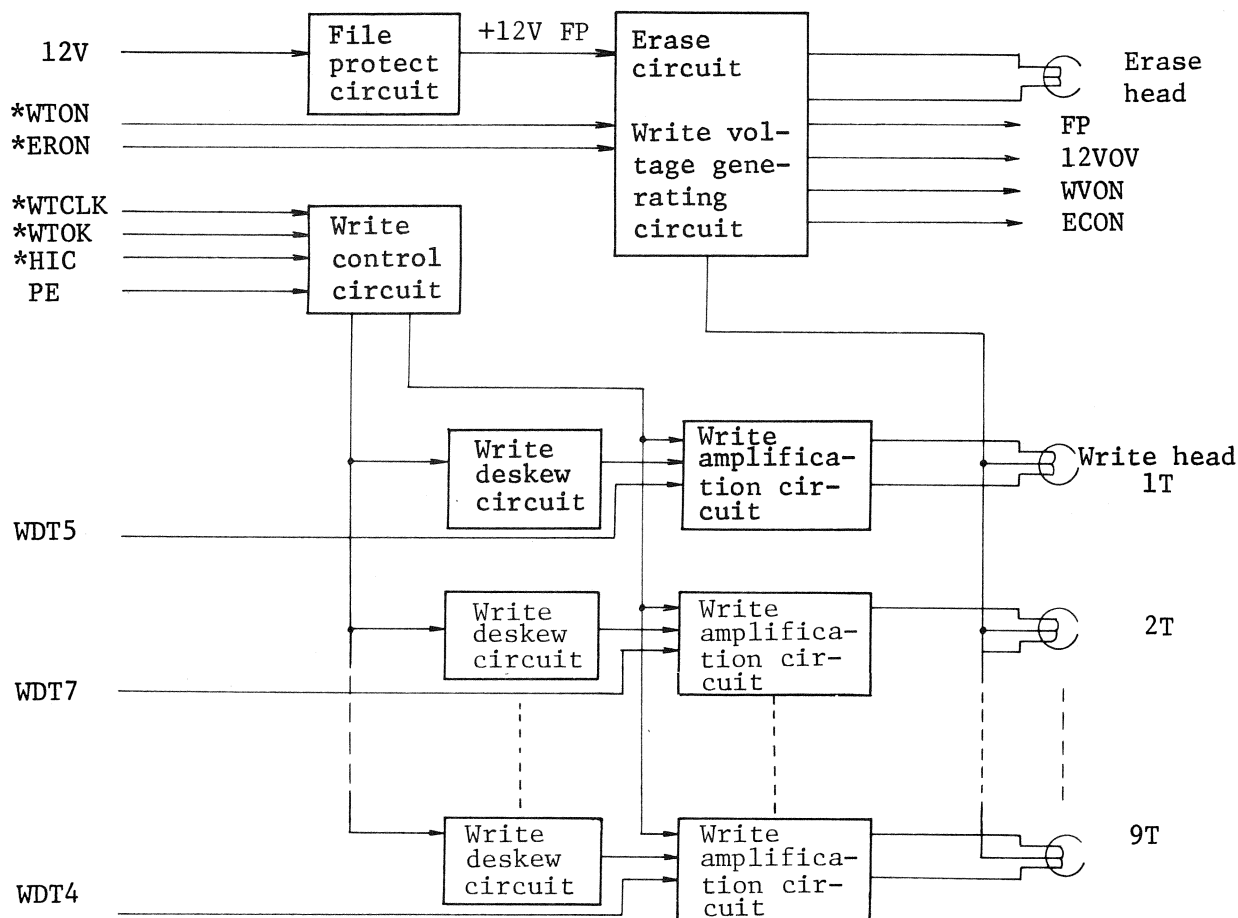 12V
File
protect
circuit
+12V FP
Erase
circuit
Write vol-
tage gene-
rating
circuit
Erase
head
*WTON
*ERON
FP
12VOV
WVON
ECON
*WTCLK
*WTOK
*HIC
PE
Write
control
circuit
Write
deskew
circuit
Write
amplifica-
tion cir-
cuit
Write head
1T
WDT5
Write
deskew
circuit
Write
amplifica-
tion cir-
cuit
2T
WDT7
Write
deskew
circuit
Write
amplifica-
tion cir-
cuit
9T
WDT4